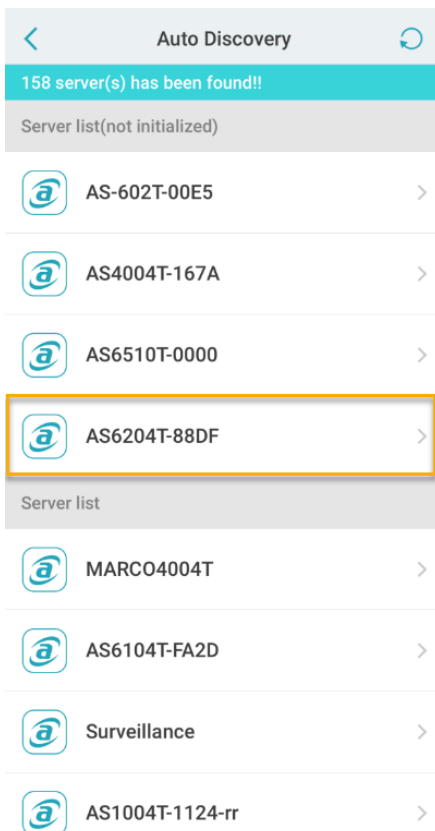 Auto Discovery
158 server(s) has been found!!
Server list(not initialized)
AS-602T-00E5
AS4004T-167A
AS6510T-0000
AS6204T-88DF
Server list
MARCO4004T
AS6104T-FA2D
Surveillance
AS1004T-1124-rr